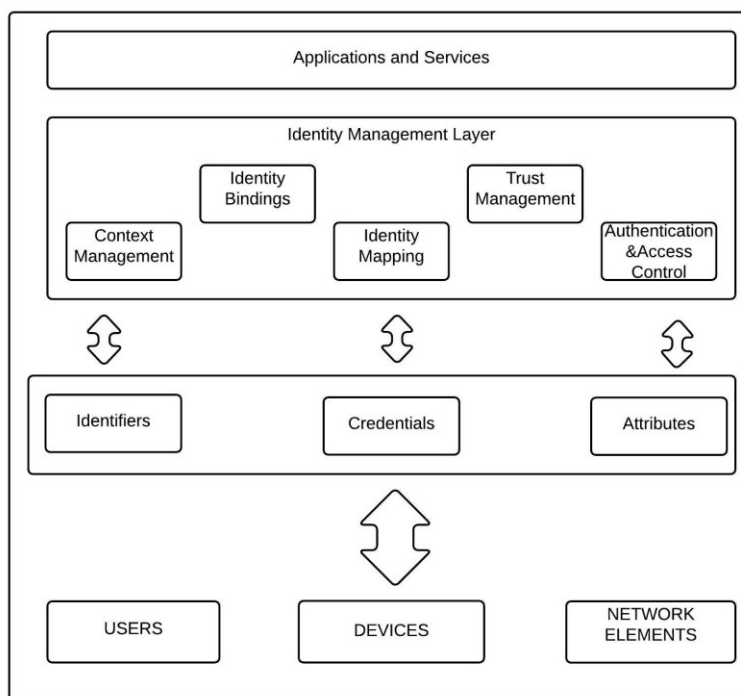 Applications and Services
Identity Management Layer
Identity
Bindings
Trust
Management
Context
Management
Identity
Mapping
Authentication
&Access
Control
Identifiers
Credentials
Attributes
USERS
DEVICES
NETWORK
ELEMENTS